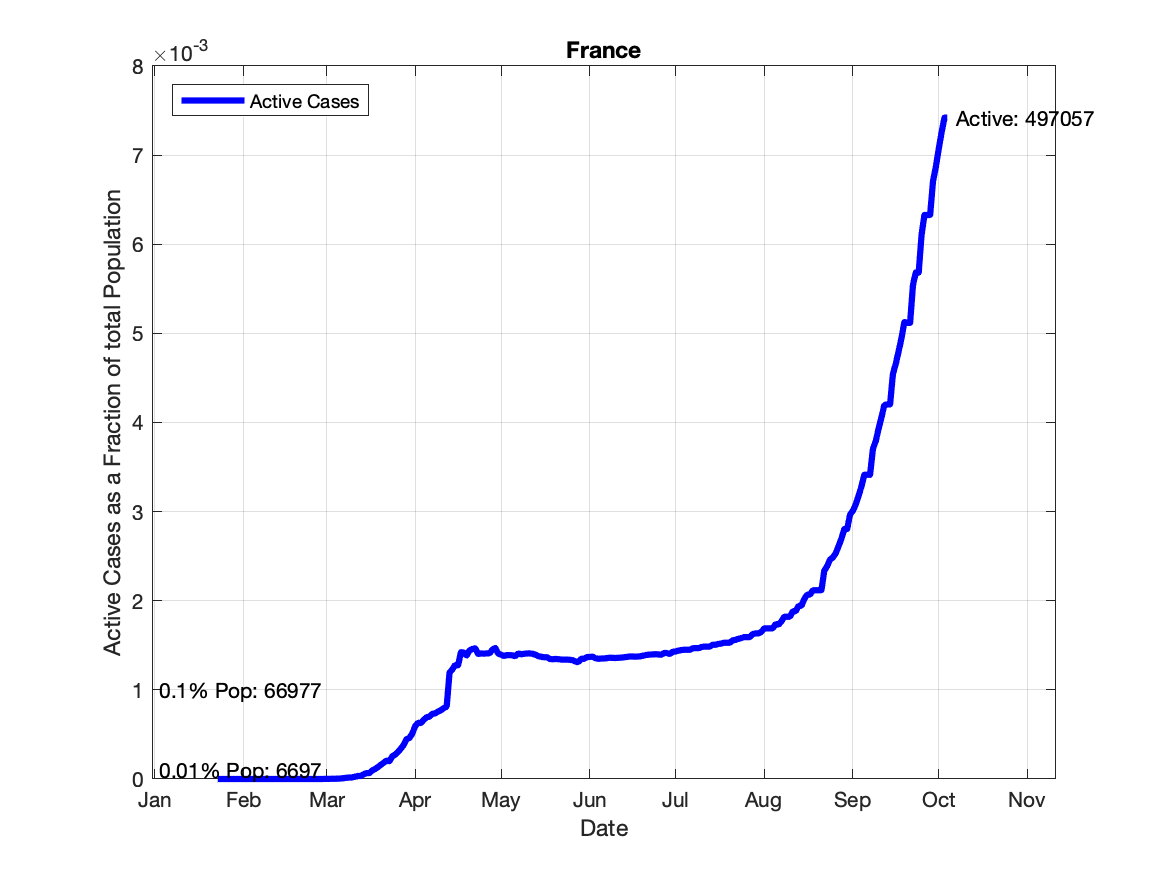 France
×10-3
8
7
6
5
4
3
2
1
0
Active Cases as a Fraction of total Population
Active Cases
Active: 497057
0.1% Pop: 66977
0.01% Pop: 6697
Jan Feb Mar Apr May Jun Jul Aug Sep Oct Nov
Date